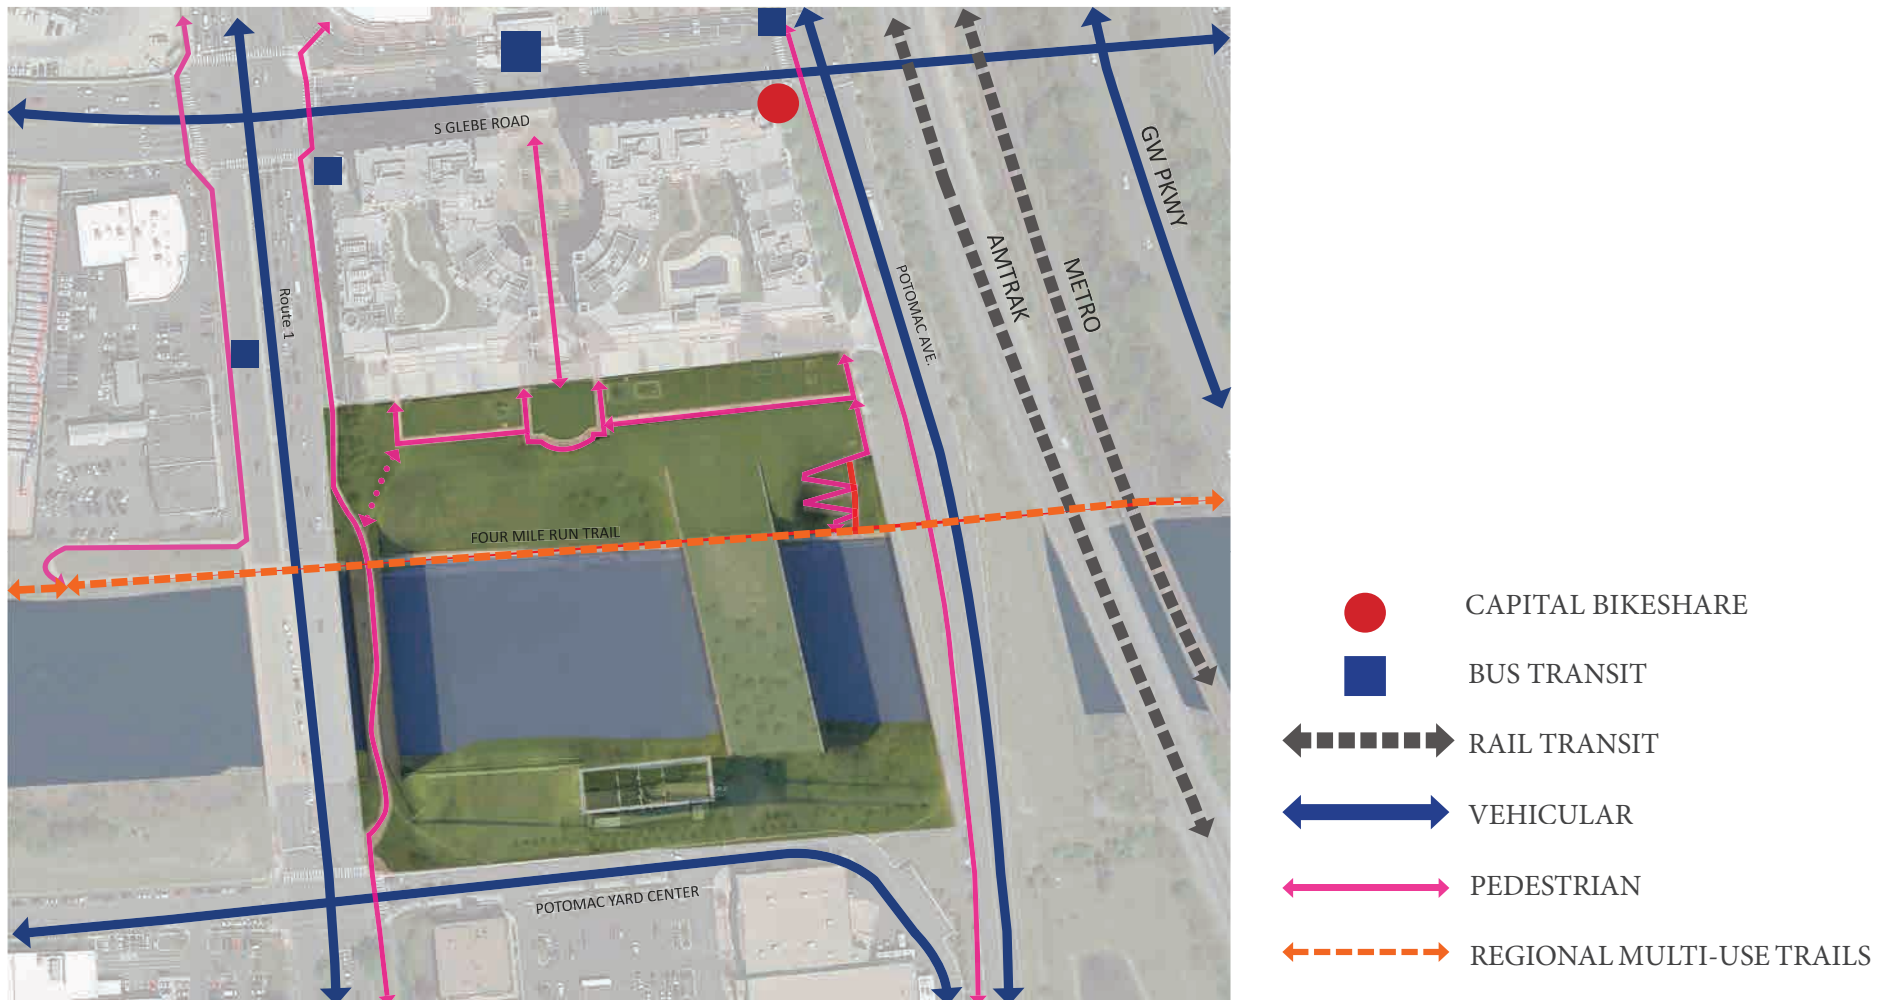 S GLEBE ROAD
GW PKWY
Route 1
POTOMAC AVE.
AMTRAK
METRO
FOUR MILE RUN TRAIL
POTOMAC YARD CENTER
CAPITAL BIKESHARE
BUS TRANSIT
RAIL TRANSIT
VEHICULAR
PEDESTRIAN
REGIONAL MULTI-USE TRAILS